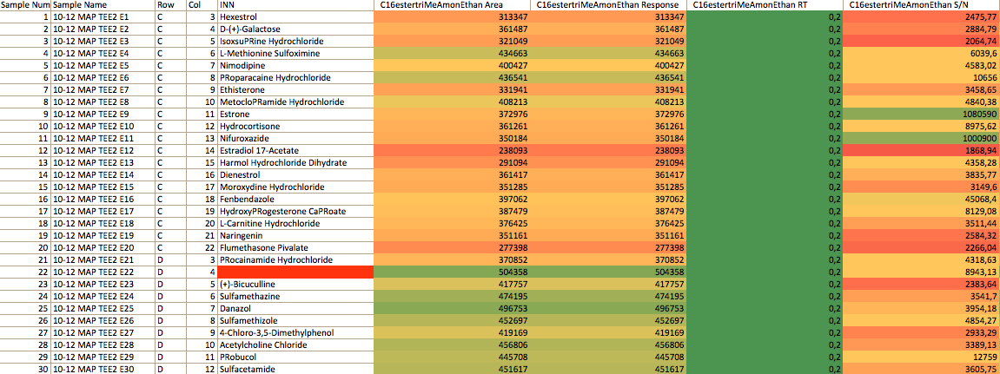 Sample Num Sample Name Row Col INN C16estertriMeAmonEthan Area C16estertriMeAmonEthan Response C16estertriMeAmonEthan RT C16estertriMeAmonEthan S/N
1 10-12 MAP TEE2 E1 C 3 Hexestrol 313347 313347 0,2 2475,77
2 10-12 MAP TEE2 E2 C 4 D-(+)-Galactose 361487 361487 0,2 2884,79
3 10-12 MAP TEE2 E3 C 5 IsoxsuPRine Hydrochloride 321049 321049 0,2 2064,74
4 10-12 MAP TEE2 E4 C 6 L-Methionine Sulfoximine 434663 434663 0,2 6039,6
5 10-12 MAP TEE2 E5 C 7 Nimodipine 400427 400427 0,2 4583,02
6 10-12 MAP TEE2 E6 C 8 PRoparacaine Hydrochloride 436541 436541 0,2 10656
7 10-12 MAP TEE2 E7 C 9 Ethisterone 331941 331941 0,2 3458,65
8 10-12 MAP TEE2 E8 C 10 MetocloPRamide Hydrochloride 408213 408213 0,2 4840,38
9 10-12 MAP TEE2 E9 C 11 Estrone 372976 372976 0,2 1080590
10 10-12 MAP TEE2 E10 C 12 Hydrocortisone 361261 361261 0,2 8975,62
11 10-12 MAP TEE2 E11 C 13 Nifuroxazide 350184 350184 0,2 1000900
12 10-12 MAP TEE2 E12 C 14 Estradiol 17-Acetate 238093 238093 0,2 1868,94
13 10-12 MAP TEE2 E13 C 15 Harmol Hydrochloride Dihydrate 291094 291094 0,2 4358,28
14 10-12 MAP TEE2 E14 C 16 Dienestrol 361417 361417 0,2 3835,77
15 10-12 MAP TEE2 E15 C 17 Moroxydine Hydrochloride 351285 351285 0,2 3149,6
16 10-12 MAP TEE2 E16 C 18 Fenbendazole 397062 397062 0,2 45068,4
17 10-12 MAP TEE2 E17 C 19 HydroxyPRogesterone CaPRoate 387479 387479 0,2 8129,08
18 10-12 MAP TEE2 E18 C 20 L-Carnitine Hydrochloride 376425 376425 0,2 3511,44
19 10-12 MAP TEE2 E19 C 21 Naringenin 351161 351161 0,2 2584,32
20 10-12 MAP TEE2 E20 C 22 Flumethasone Pivalate 277398 277398 0,2 2266,04
21 10-12 MAP TEE2 E21 D 3 PRocainamide Hydrochloride 370852 370852 0,2 4318,63
22 10-12 MAP TEE2 E22 D 4 504358 504358 0,2 8943,13
23 10-12 MAP TEE2 E23 D 5 (+)-Bicuculline 417757 417757 0,2 2383,64
24 10-12 MAP TEE2 E24 D 6 Sulfamethazine 474195 474195 0,2 3541,7
25 10-12 MAP TEE2 E25 D 7 Danazol 496753 496753 0,2 3954,18
26 10-12 MAP TEE2 E26 D 8 Sulfamethizole 452697 452697 0,2 4854,27
27 10-12 MAP TEE2 E27 D 9 4-Chloro-3,5-Dimethylphenol 419169 419169 0,2 2933,29
28 10-12 MAP TEE2 E28 D 10 Acetylcholine Chloride 456806 456806 0,2 3389,13
29 10-12 MAP TEE2 E29 D 11 PRobucol 445708 445708 0,2 12759
30 10-12 MAP TEE2 E30 D 12 Sulfacetamide 451617 451617 0,2 3605,75